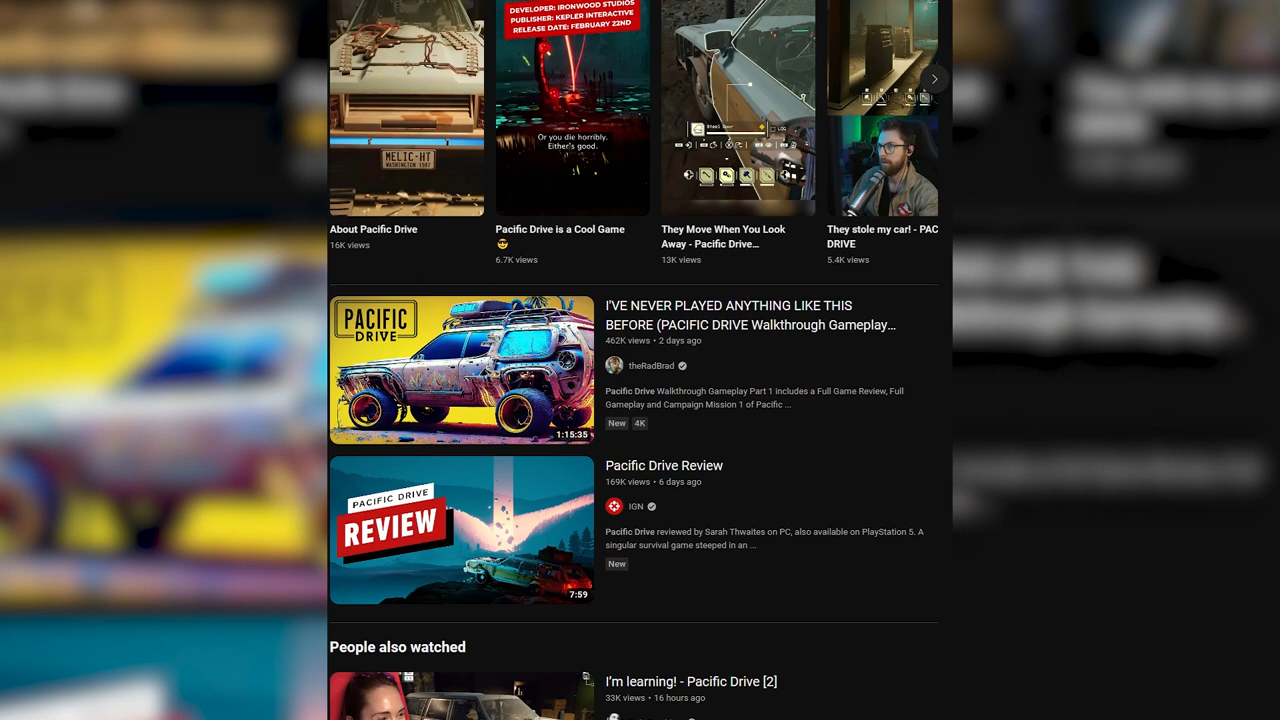 DEVELOPER: IRONWOOD STUDIOS
PUBLISHER: KEPLER INTERACTIVE
RELEASE DATE: FEBRUARY 22ND
MELIC-HT
WASHINGTON 1987
Or you die horribly.
Either's good.
Steel Door
LOG
About Pacific Drive
16K views
Pacific Drive is a Cool Game
😎
6.7K views
They Move When You Look
Away - Pacific Drive...
13K views
They stole my car! - PAC
DRIVE
5.4K views
PACIFIC
DRIVE
1:15:35
I'VE NEVER PLAYED ANYTHING LIKE THIS
BEFORE (PACIFIC DRIVE Walkthrough Gameplay...
462K views • 2 days ago
theRadBrad
Pacific Drive Walkthrough Gameplay Part 1 includes a Full Game Review, Full
Gameplay and Campaign Mission 1 of Pacific ...
New 4K
PACIFIC DRIVE
REVIEW
7:59
Pacific Drive Review
169K views • 6 days ago
IGN
Pacific Drive reviewed by Sarah Thwaites on PC, also available on PlayStation 5. A
singular survival game steeped in an ...
New
People also watched
I'm learning! - Pacific Drive [2]
33K views • 16 hours ago